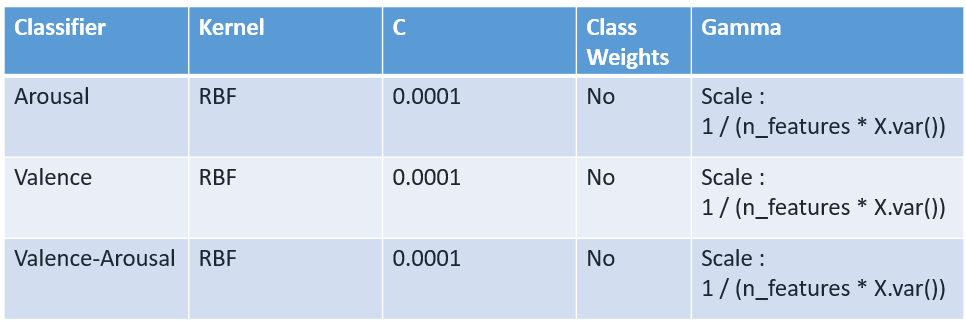 Classifier Kernel C Class Weights Gamma
Arousal RBF 0.0001 No Scale :
1 / (n_features * X.var())
Valence RBF 0.0001 No Scale :
1 / (n_features * X.var())
Valence-Arousal RBF 0.0001 No Scale :
1 / (n_features * X.var())